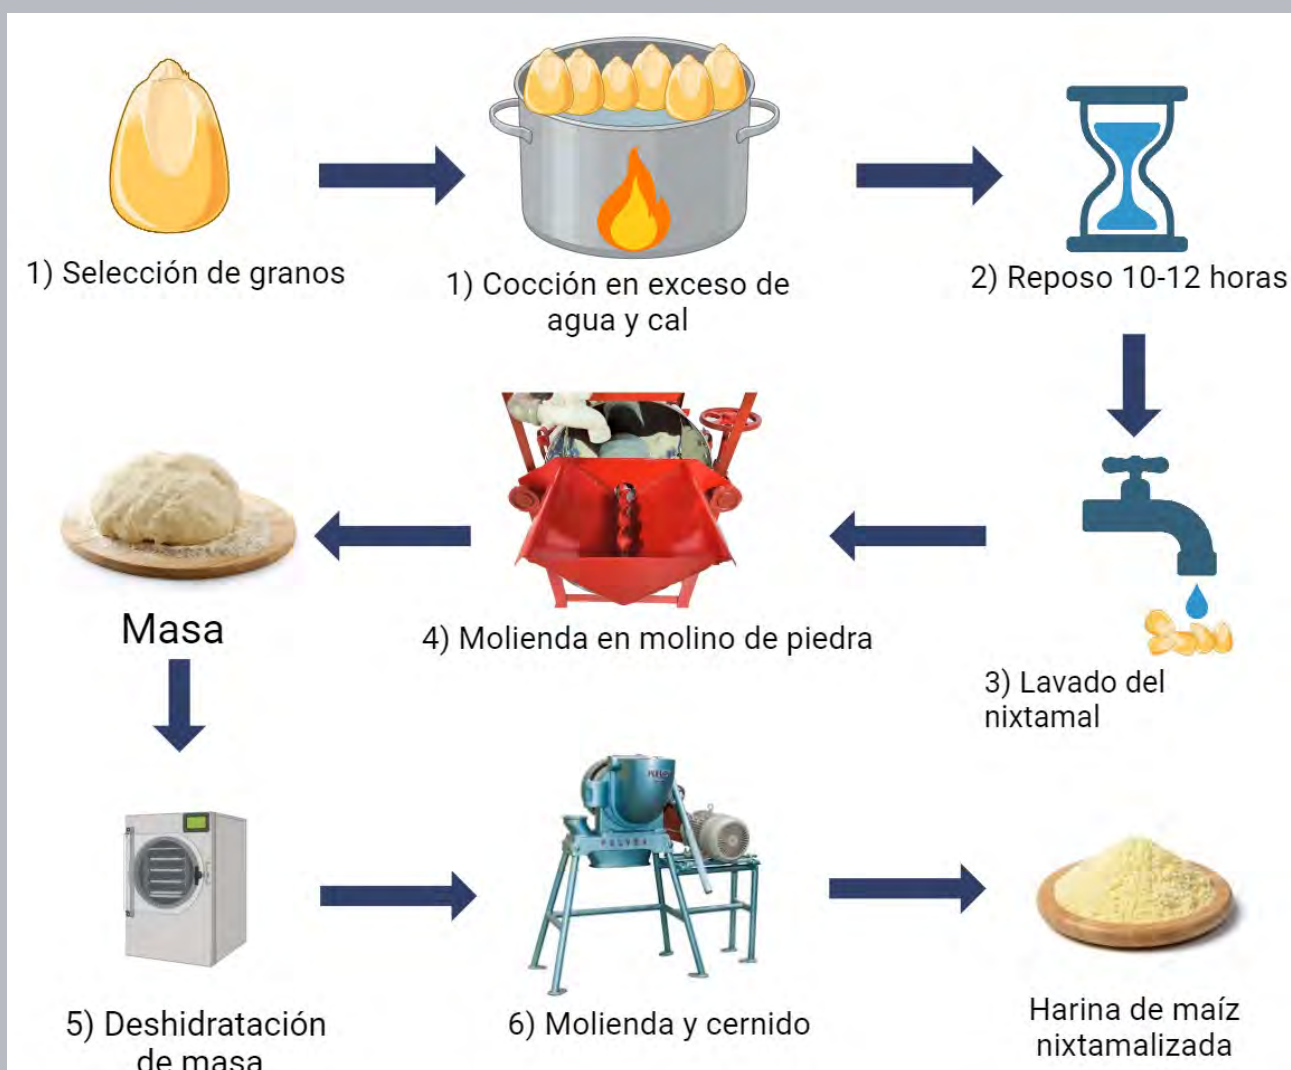 1) Selección de granos
1) Cocción en exceso de
agua y cal
2) Reposo 10-12 horas
3) Lavado del
nixtamal
4) Molienda en molino de piedra
Masa
5) Deshidratación
de masa
6) Molienda y cernido
Harina de maíz
nixtamalizada